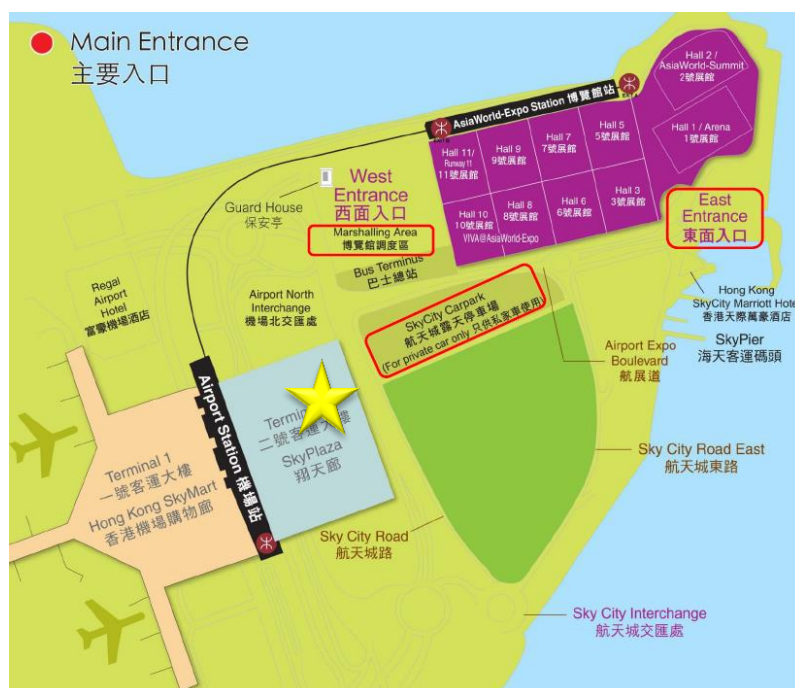 Main Entrance
主要入口
AsiaWorld-Expo Station 博覽館站
Hall 2 /
AsiaWorld-Summit
2號展館
Hall 1 / Arena
1號展館
Hall 5
5號展館
Hall 7
7號展館
Hall 9
9號展館
Hall 11/
Runway 11
11號展館
Hall 3
3號展館
Hall 6
6號展館
Hall 8
8號展館
Hall 10
10號展館
VIVA@AsiaWorld-Expo
West
Entrance
西面入口
Guard House
保安亭
Marshalling Area
博覽館調度區
East
Entrance
東面入口
Bus Terminus
巴士總站
Regal
Airport
Hotel
富豪機場酒店
Airport North
Interchange
機場北交匯處
SkyCity Carpark
航天城露天停車場
(For private car only 只供私家車使用)
Hong Kong
SkyCity Marriott Hote
香港天際萬豪酒店
SkyPier
海天客運碼頭
Airport Expo
Boulevard
航展道
Airport Station 機場站
Termin
二號客運大樓
SkyPlaza
翔天廊
Terminal 1
一號客運大樓
Hong Kong SkyMart
香港機場購物廊
Sky City Road East
航天城東路
Sky City Road
航天城路
Sky City Interchange
航天城交匯處